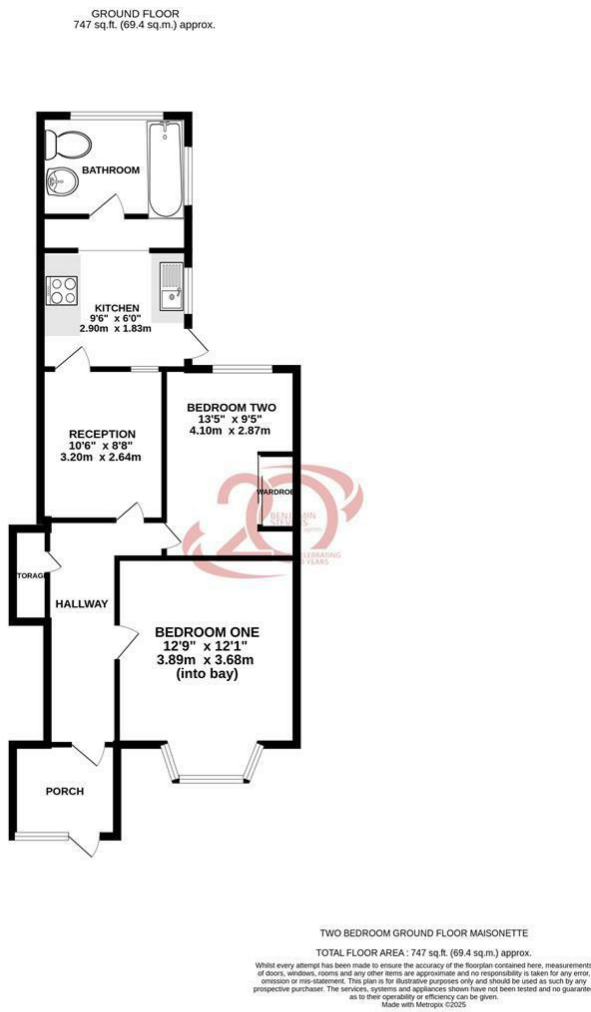 GROUND FLOOR
747 sq.ft. (69.4 sq.m.) approx.
BATHROOM
KITCHEN
9'6" x 6'0"
2.90m x 1.83m
BEDROOM TWO
13'5" x 9'5"
4.10m x 2.87m
RECEPTION
10'6" x 8'8"
3.20m x 2.64m
WARDROBE
20
BENJAMIN
STEVENS
CELEBRATING
YEARS
TORAG
HALLWAY
BEDROOM ONE
12'9" x 12'1"
3.89m x 3.68m
(into bay)
PORCH
TWO BEDROOM GROUND FLOOR MAISONETTE
TOTAL FLOOR AREA : 747 sq.ft. (69.4 sq.m.) approx.
Whilst every attempt has been made to ensure the accuracy of the floorplan contained here, measurements
of doors, windows, rooms and any other items are approximate and no responsibility is taken for any error,
omission or mis-statement. This plan is for illustrative purposes only and should be used as such by any
prospective purchaser. The services, systems and appliances shown have not been tested and no guarantee
as to their operability or efficiency can be given.
Made with Metropix ©2025